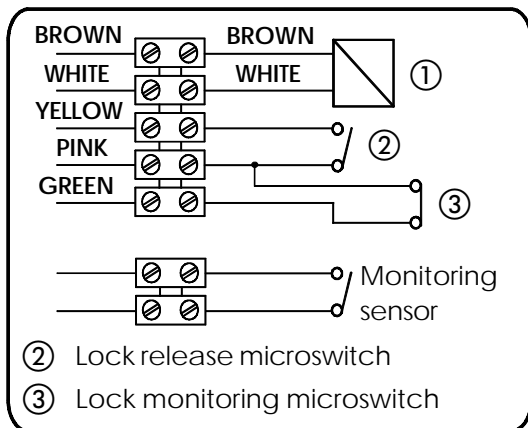 BROWN BROWN
WHITE WHITE ①
YELLOW
PINK ②
GREEN ③
Monitoring
sensor
② Lock release microswitch
③ Lock monitoring microswitch